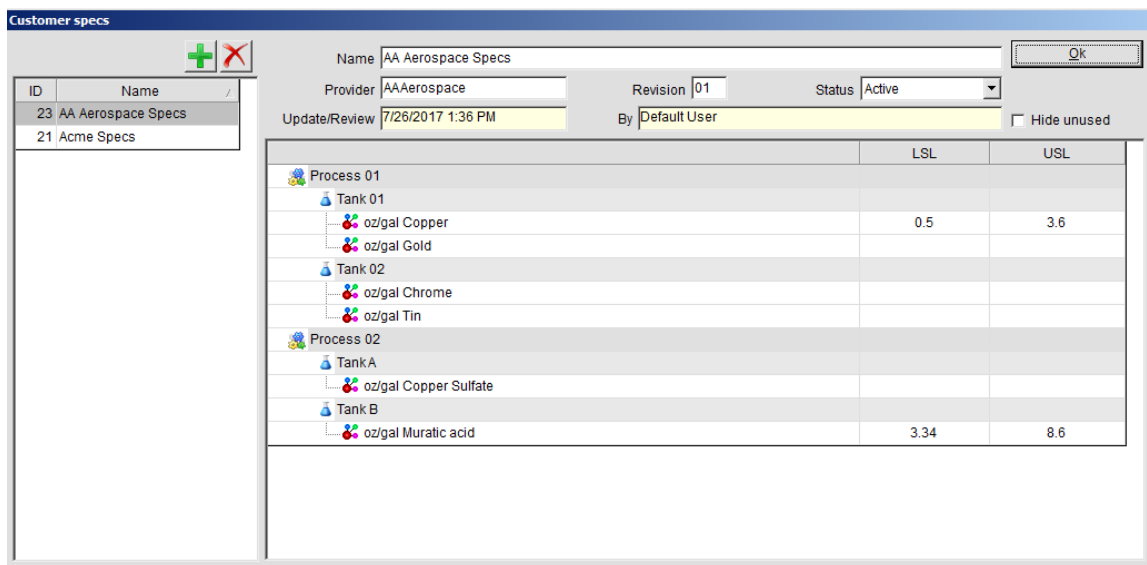 Customer specs
Name AA Aerospace Specs Ok
ID Name
23 AA Aerospace Specs
21 Acme Specs
Provider AAAerospace Revision 01 Status Active
Update/Review 7/26/2017 1:36 PM By Default User Hide unused
LSL USL
Process 01
Tank 01
oz/gal Copper 0.5 3.6
oz/gal Gold
Tank 02
oz/gal Chrome
oz/gal Tin
Process 02
Tank A
oz/gal Copper Sulfate
Tank B
oz/gal Muratic acid 3.34 8.6